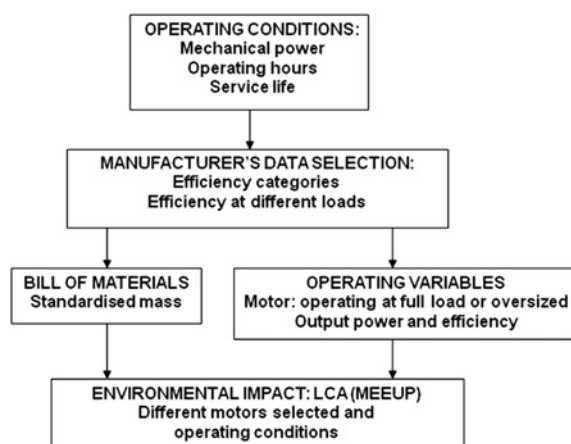 OPERATING CONDITIONS:
Mechanical power
Operating hours
Service life
MANUFACTURER'S DATA SELECTION:
Efficiency categories
Efficiency at different loads
BILL OF MATERIALS
Standardised mass
OPERATING VARIABLES
Motor: operating at full load or oversized
Output power and efficiency
ENVIRONMENTAL IMPACT: LCA (MEEUP)
Different motors selected and
operating conditions